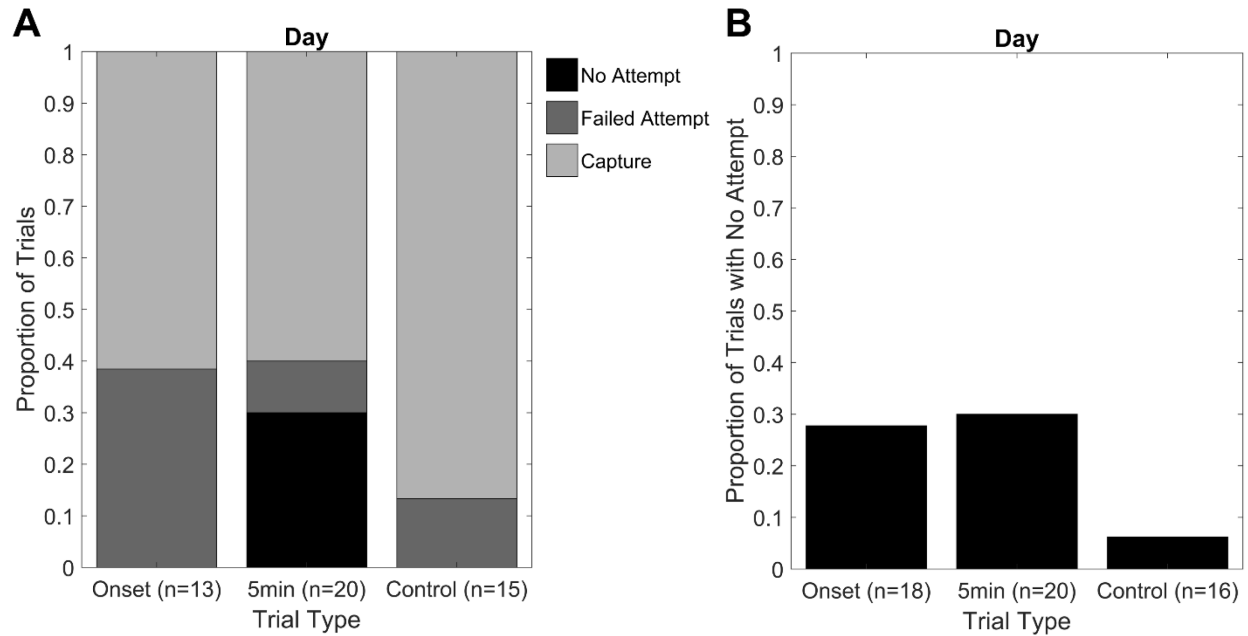 A
Day
1
0.9
0.8
0.7
0.6
0.5
0.4
0.3
0.2
0.1
0
Proportion of Trials
Onset (n=13) 5min (n=20) Control (n=15)
Trial Type
No Attempt
Failed Attempt
Capture
B
Day
1
0.9
0.8
0.7
0.6
0.5
0.4
0.3
0.2
0.1
0
Proportion of Trials with No Attempt
Onset (n=18) 5min (n=20) Control (n=16)
Trial Type